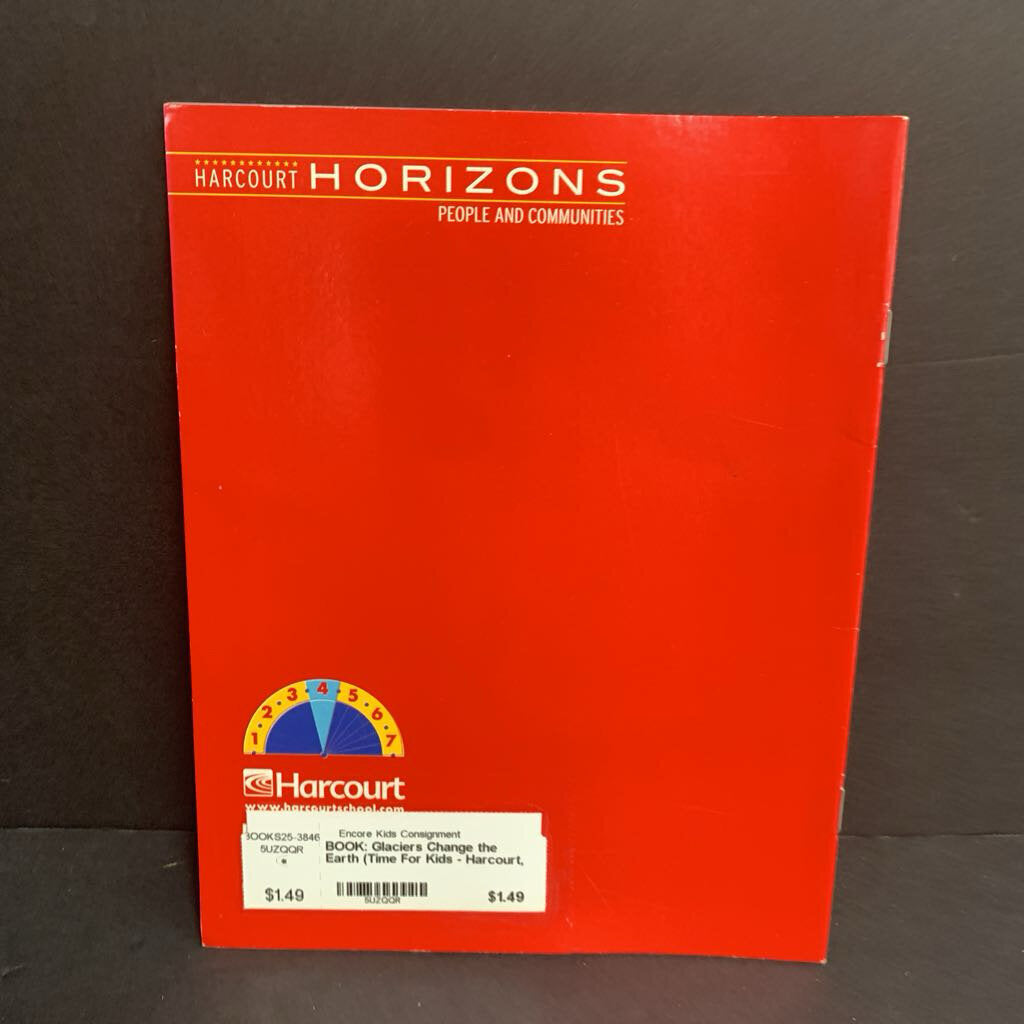 HARCOURT HORIZONS
PEOPLE AND COMMUNITIES
1 2 3 4 5 6 7
Harcourt
www.harcourtschool.com
BOOKS25-3846
5UZQQR
$1.49
Encore Kids Consignment
BOOK: Glaciers Change the
Earth (Time For Kids - Harcourt,
5UZQQR
$1.49